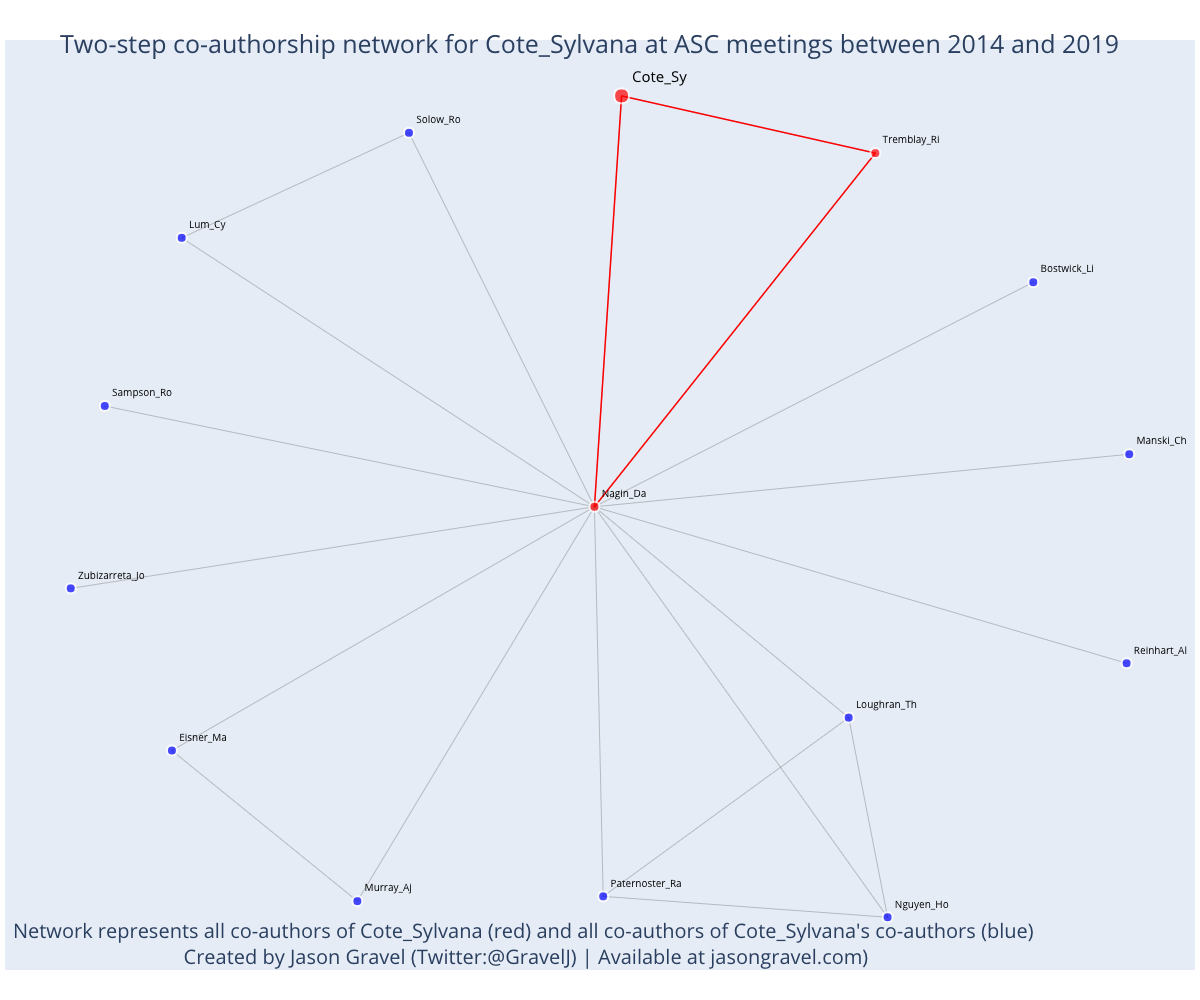 Two-step co-authorship network for Cote_Sylvana at ASC meetings between 2014 and 2019
Cote_Sy
Solow_Ro
Tremblay_Ri
Lum_Cy
Bostwick_Li
Sampson_Ro
Manski_Ch
Nagin_Da
Zubizarreta_Jo
Reinhart_Al
Loughran_Th
Eisner_Ma
Murray_AJ
Paternoster_Ra
Nguyen_Ho
Network represents all co-authors of Cote_Sylvana (red) and all co-authors of Cote_Sylvana's co-authors (blue)
Created by Jason Gravel (Twitter:@GravelJ) | Available at jasongravel.com)